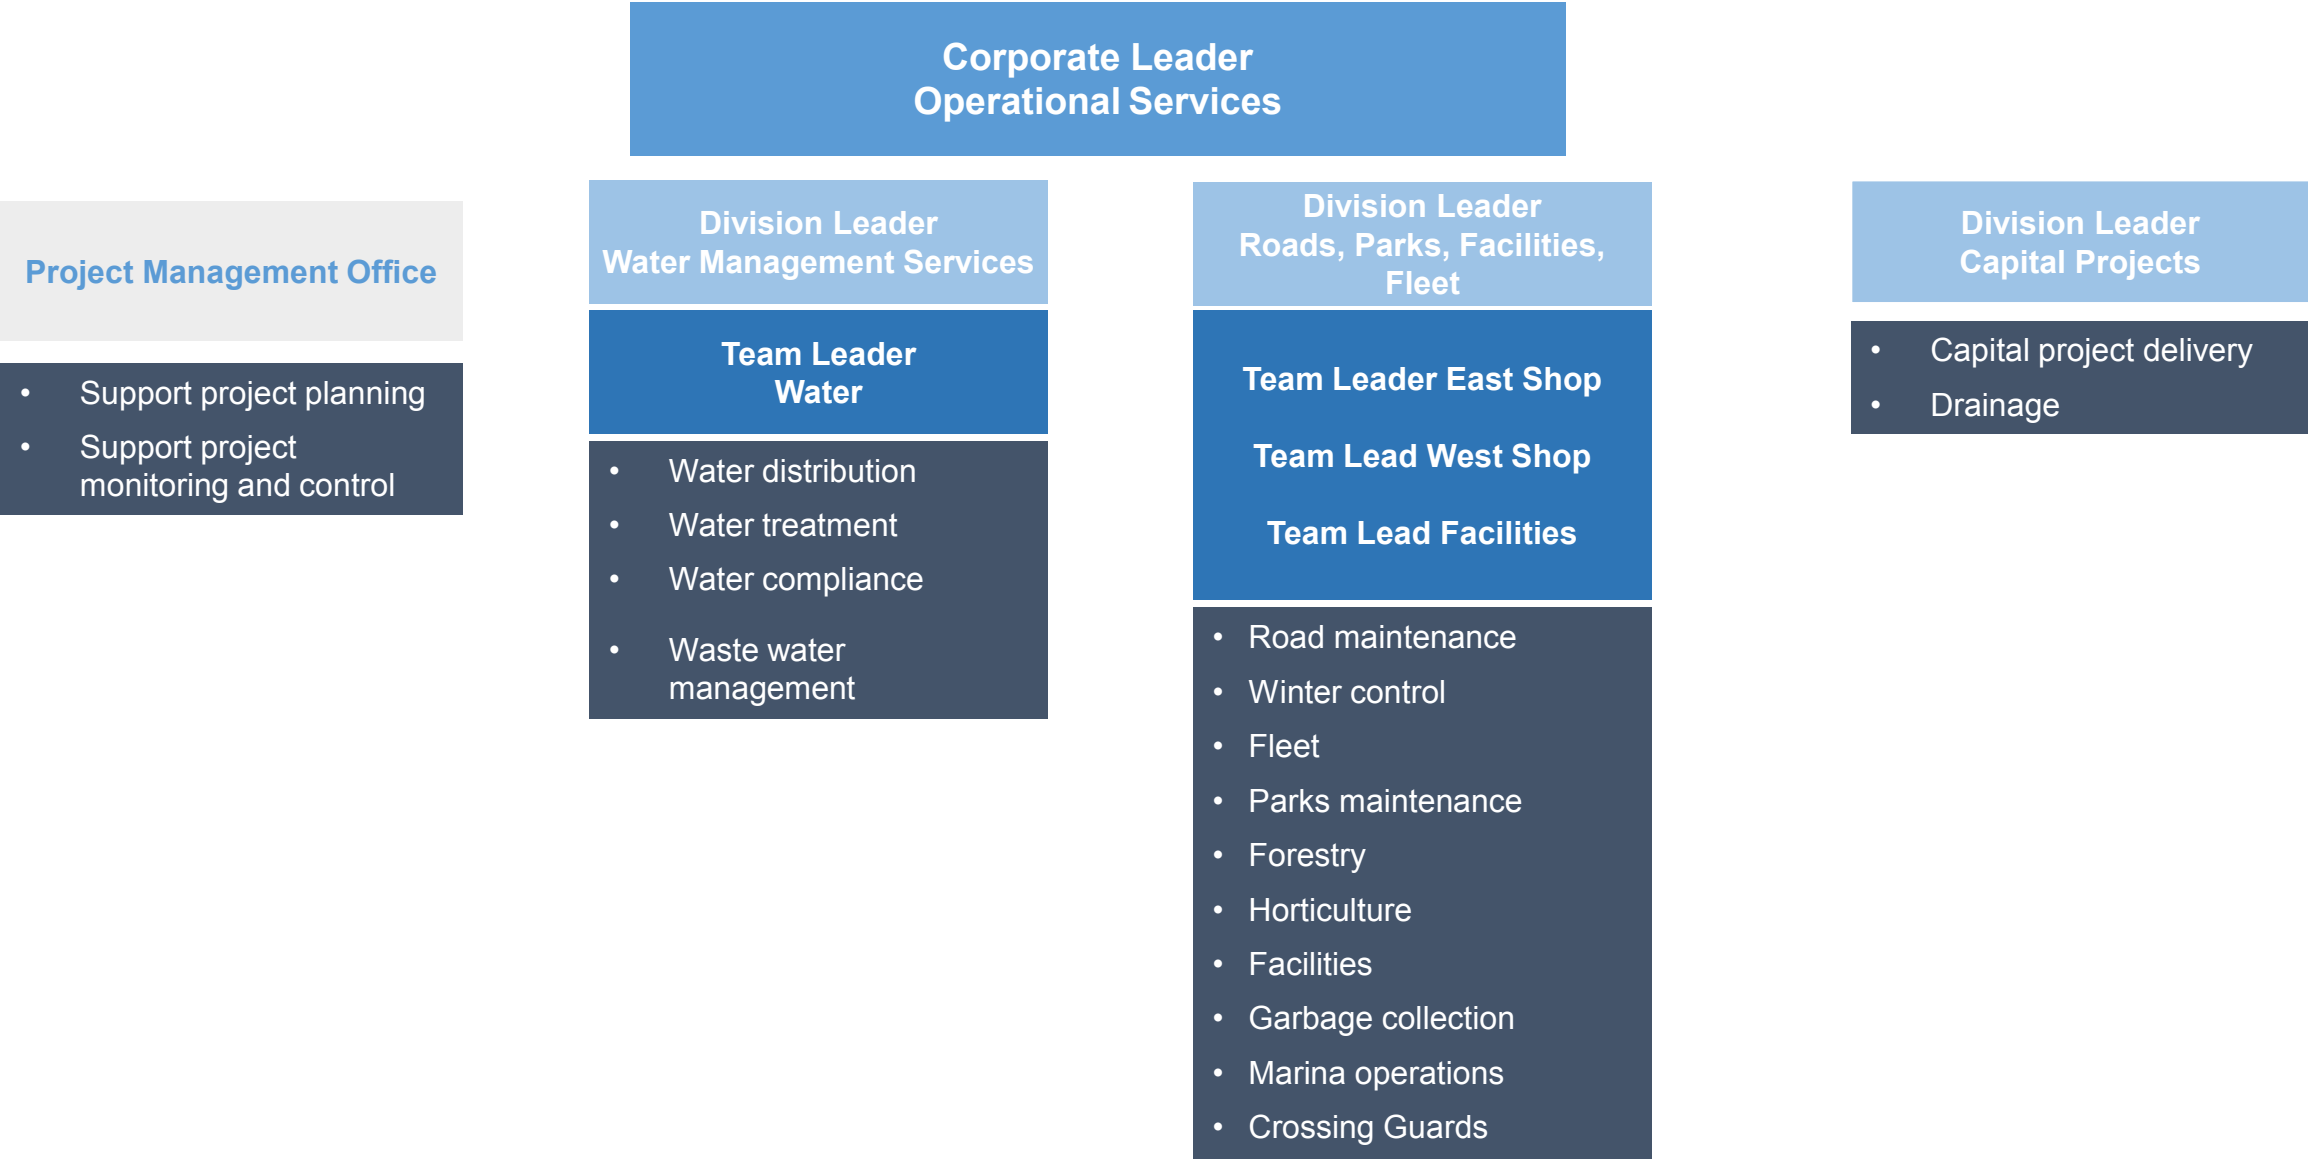 Corporate Leader
Operational Services
Project Management Office
• Support project planning
• Support project
monitoring and control
Division Leader
Water Management Services
Team Leader
Water
• Water distribution
• Water treatment
• Water compliance
• Waste water
management
Division Leader
Roads, Parks, Facilities,
Fleet
Team Leader East Shop
Team Lead West Shop
Team Lead Facilities
• Road maintenance
• Winter control
• Fleet
• Parks maintenance
• Forestry
• Horticulture
• Facilities
• Garbage collection
• Marina operations
• Crossing Guards
Division Leader
Capital Projects
• Capital project delivery
• Drainage